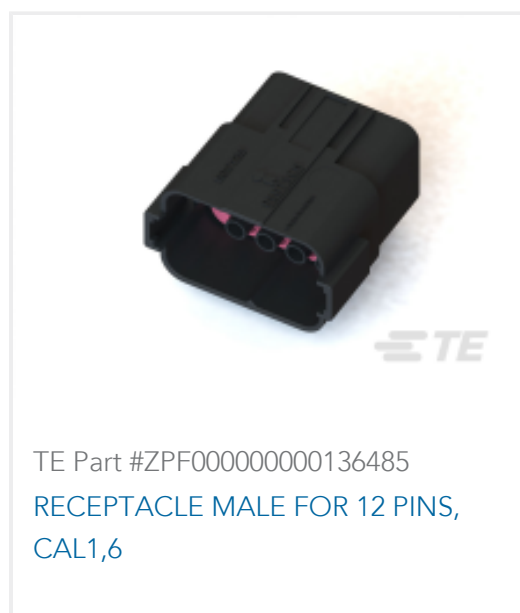 TE
TE Part #ZPF000000000136485
RECEPTACLE MALE FOR 12 PINS,
CAL1,6